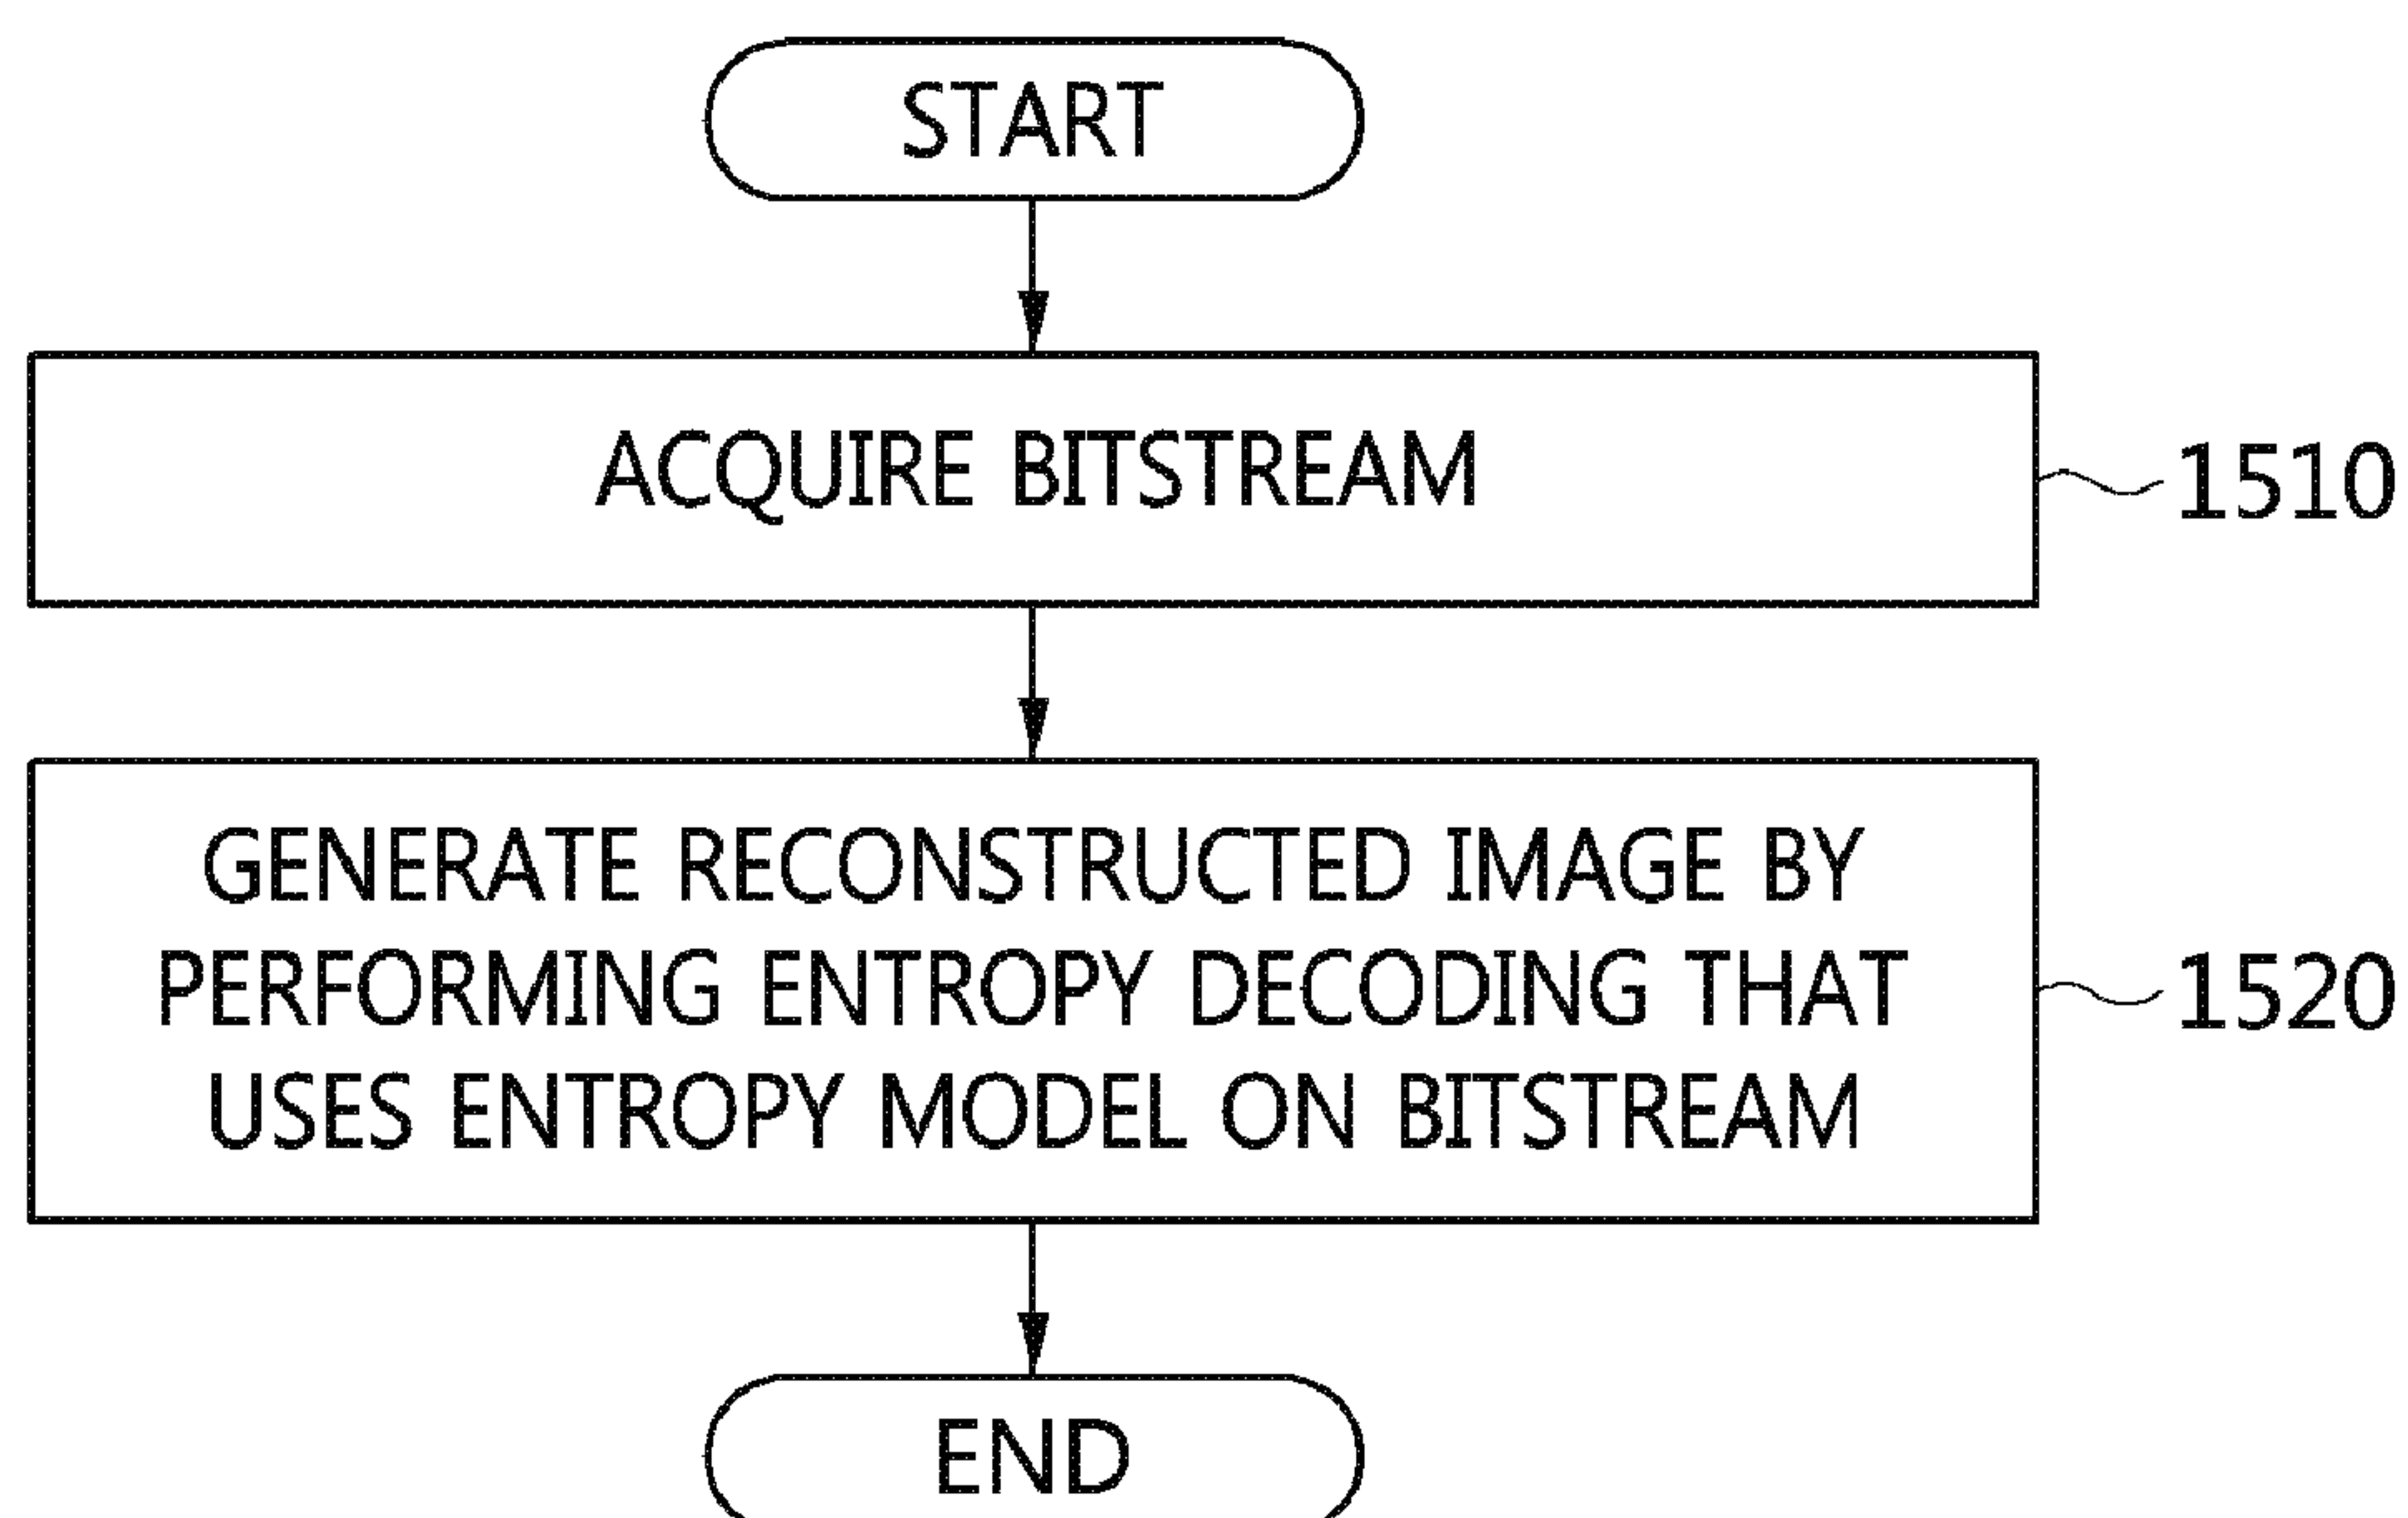 START
ACQUIRE BITSTREAM
1510
GENERATE RECONSTRUCTED IMAGE BY
PERFORMING ENTROPY DECODING THAT
USES ENTROPY MODEL ON BITSTREAM
1520
END